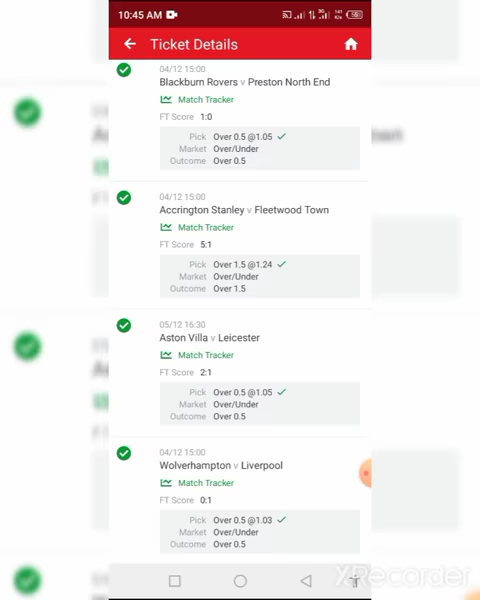 10:45 AM
Ticket Details
04/12 15:00
Blackburn Rovers v Preston North End
Match Tracker
FT Score 1:0
Pick Over 0.5 @1.05
Market Over/Under
Outcome Over 0.5
04/12 15:00
Accrington Stanley v Fleetwood Town
Match Tracker
FT Score 5:1
Pick Over 1.5 @1.24
Market Over/Under
Outcome Over 1.5
05/12 16:30
Aston Villa v Leicester
Match Tracker
FT Score 2:1
Pick Over 0.5 @1.05
Market Over/Under
Outcome Over 0.5
04/12 15:00
Wolverhampton v Liverpool
Match Tracker
FT Score 0:1
Pick Over 0.5 @1.03
Market Over/Under
Outcome Over 0.5
XRecorder